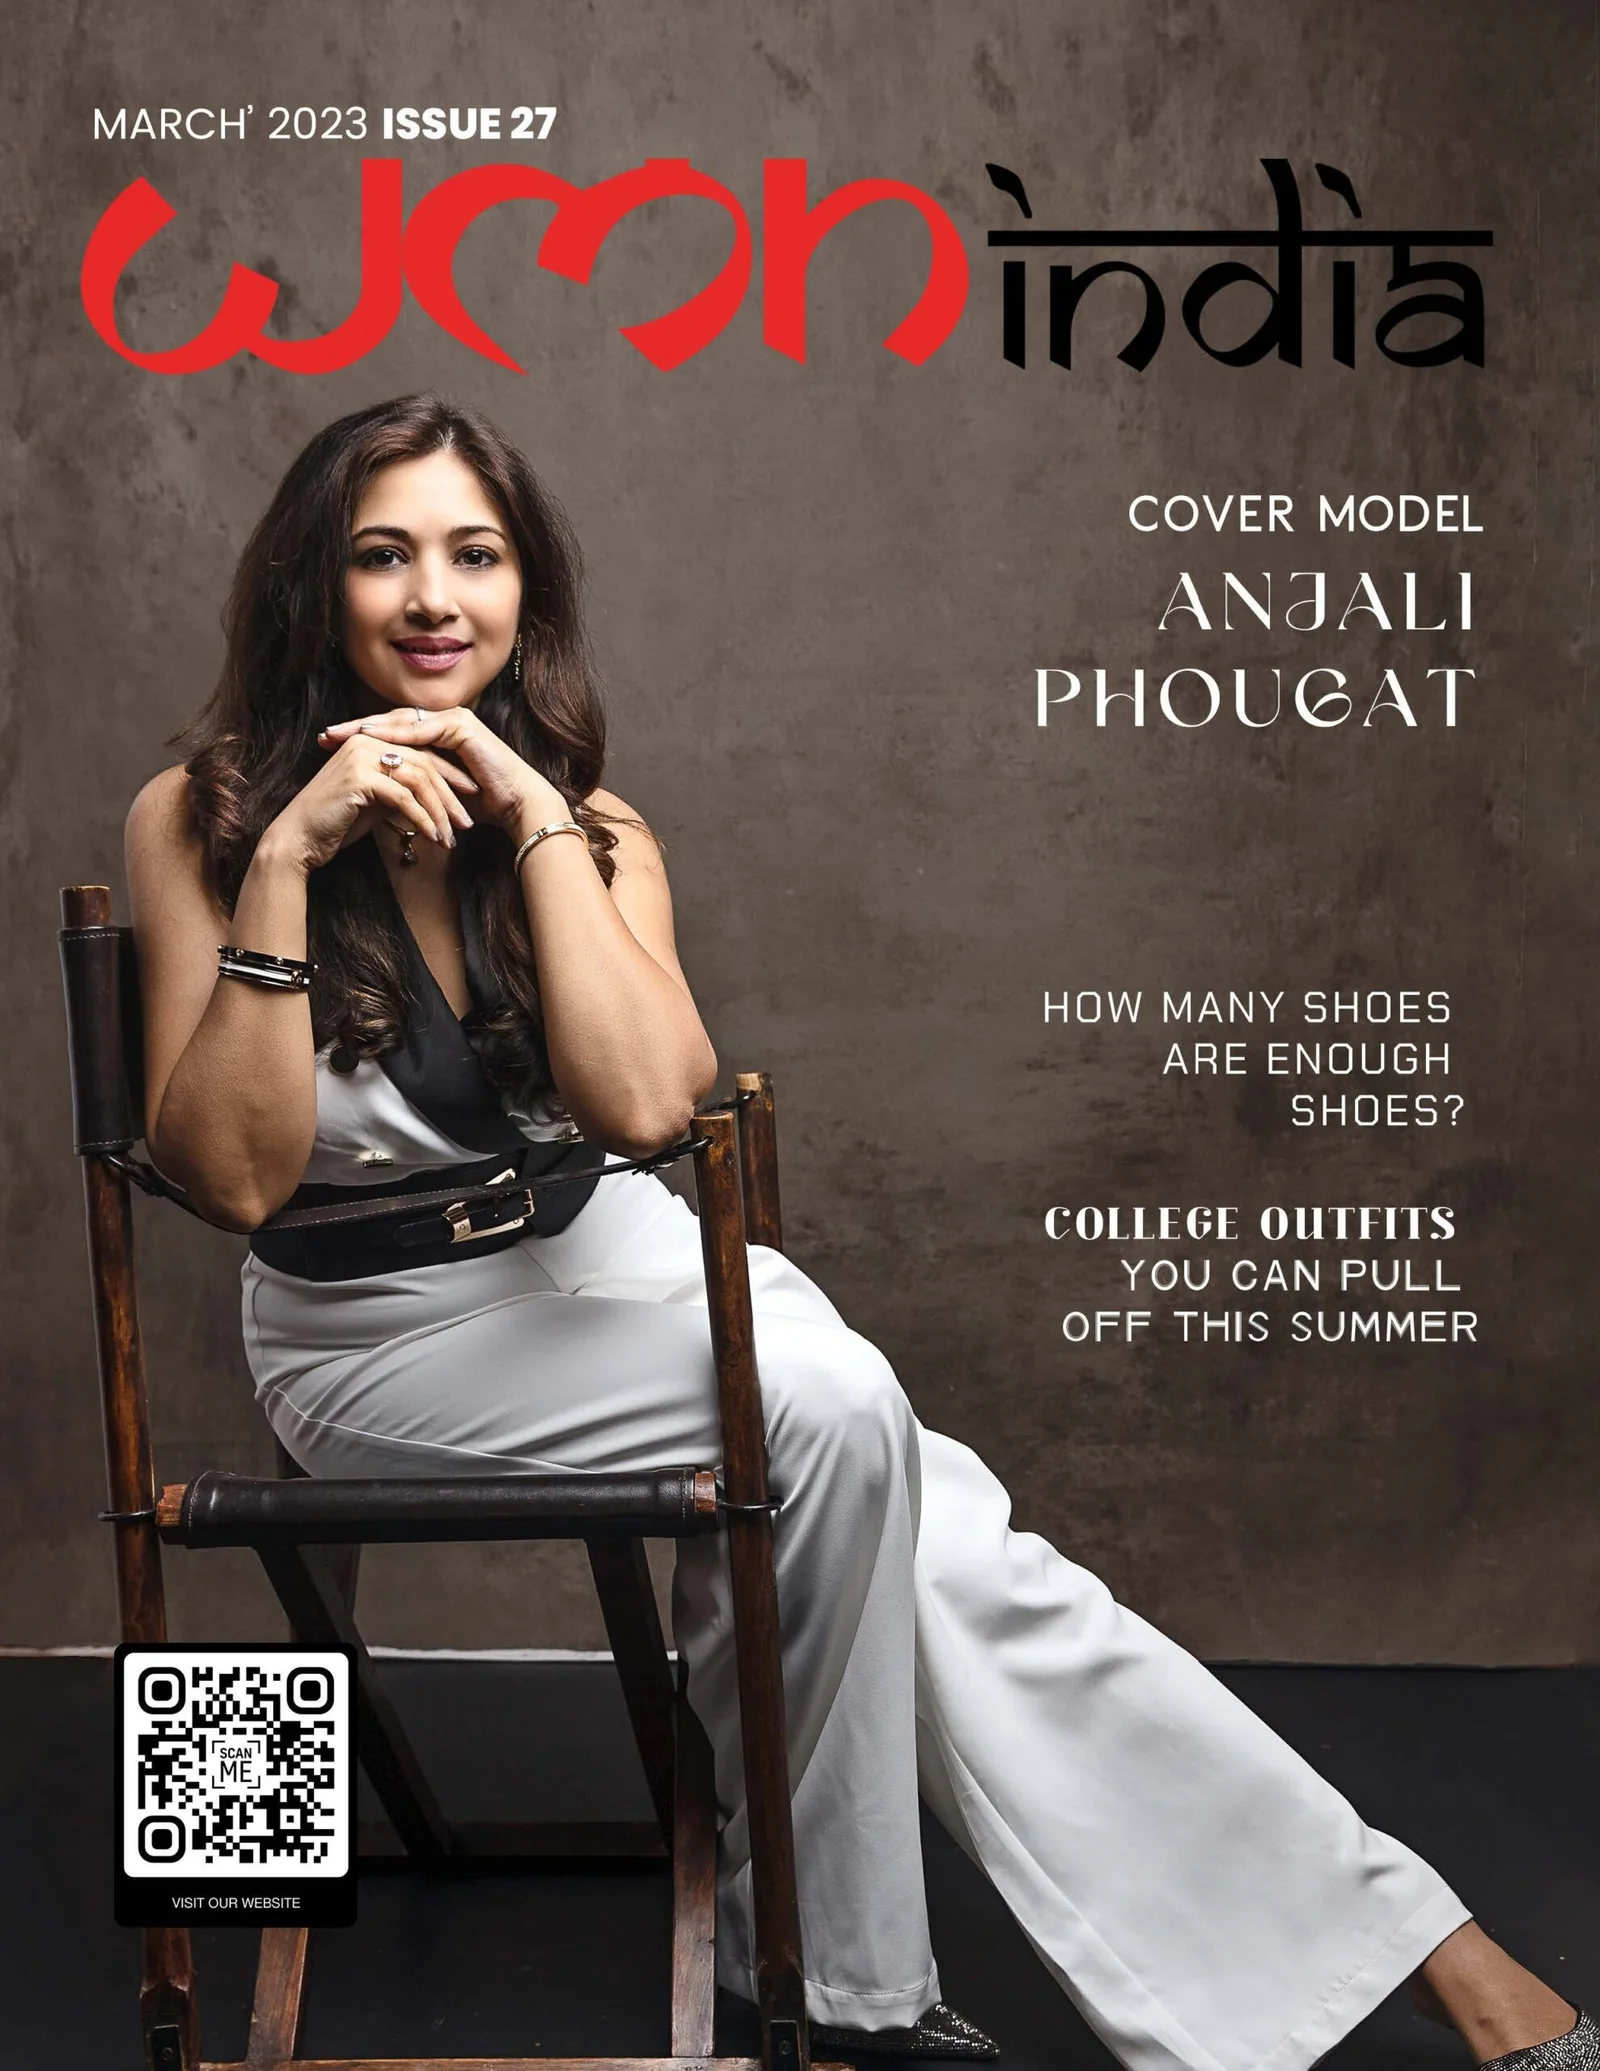 MARCH' 2023 ISSUE 27
wmn india
COVER MODEL
ANJALI
PHOUGAT
HOW MANY SHOES
ARE ENOUGH
SHOES?
COLLEGE OUTFITS
YOU CAN PULL
OFF THIS SUMMER
SCAN
ME
VISIT OUR WEBSITE